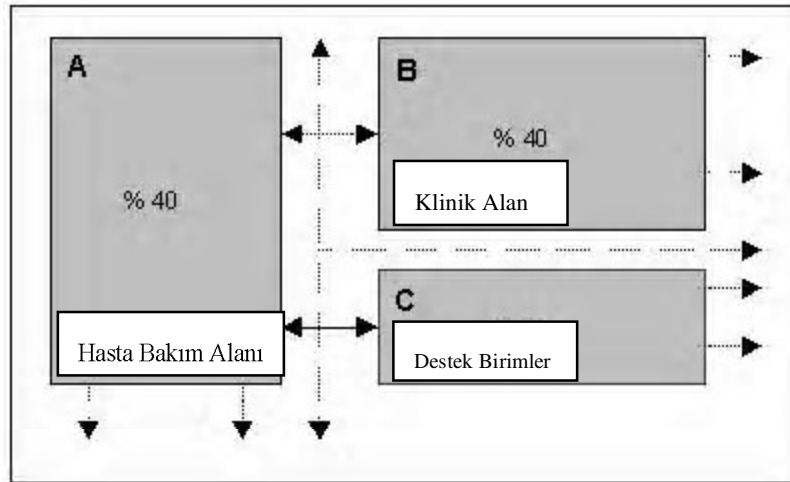 A
% 40
Hasta Bakım Alanı
B
% 40
Klinik Alan
C
Destek Birimler